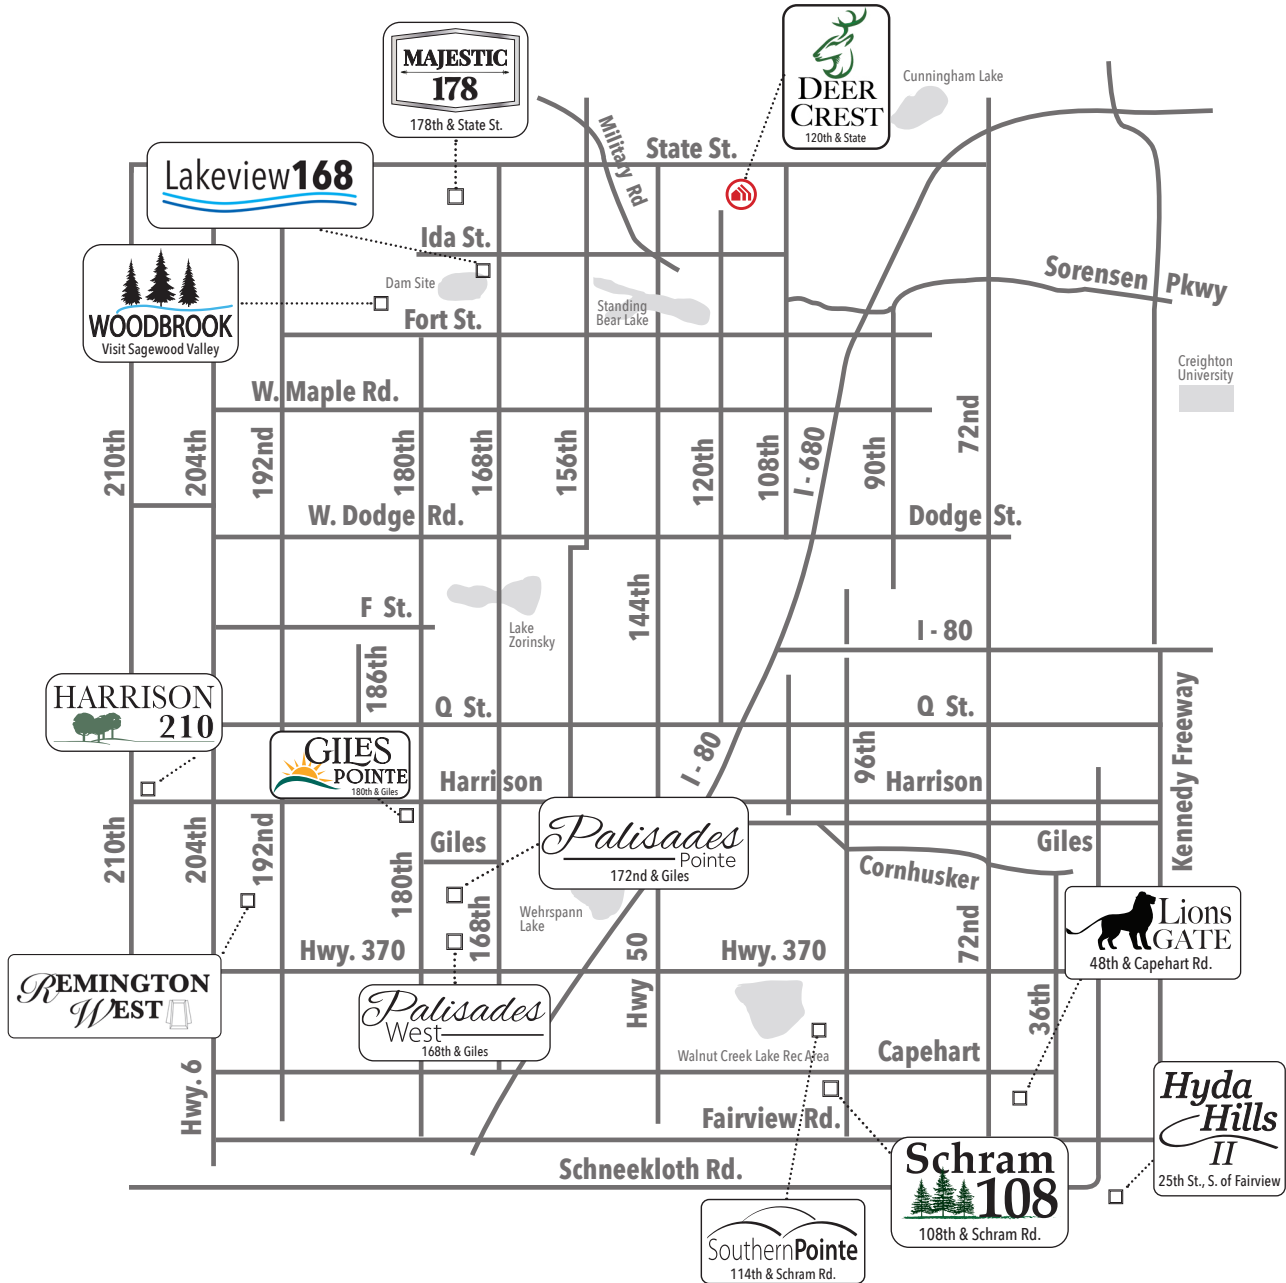 MAJESTIC
178
178th & State St.
DEER
CREST
120th & State
Cunningham Lake
Military Rd
State St.
Lakeview168
Ida St.
Dam Site
Standing
Bear Lake
Sorensen Pkwy
WOODBROOK
Visit Sagewood Valley
Fort St.
Creighton
University
W. Maple Rd.
210th
204th
192nd
180th
168th
156th
120th
108th
I - 680
90th
72nd
W. Dodge Rd.
Dodge St.
F St.
Lake
Zorinsky
144th
I - 80
186th
HARRISON
210
Q St.
Q St.
Kennedy Freeway
GILES
POINTE
180th & Giles
I - 80
96th
Harrison
Harrison
210th
204th
192nd
180th
Giles
Palisades
Pointe
172nd & Giles
Giles
Cornhusker
168th
Wehrspann
Lake
72nd
Lions
GATE
48th & Capehart Rd.
Hwy. 370
Hwy 50
Hwy. 370
REMINGTON
WEST
Palisades
West
168th & Giles
36th
Walnut Creek Lake Rec Area
Capehart
Hwy. 6
Fairview Rd.
Hyda
Hills
II
25th St., S. of Fairview
Schneekloth Rd.
Schram
108
108th & Schram Rd.
SouthernPointe
114th & Schram Rd.